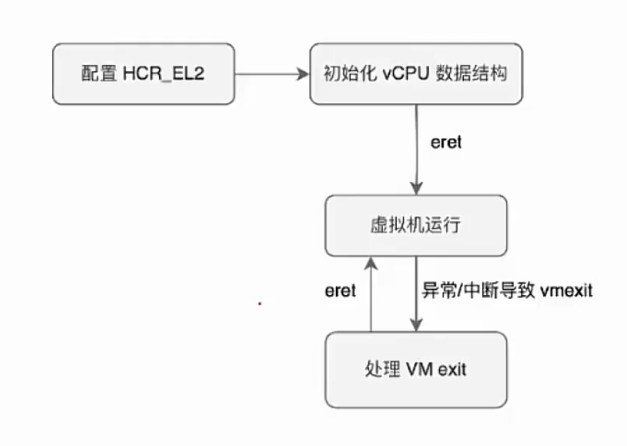 配置 HCR_EL2
初始化 vCPU 数据结构
eret
虚拟机运行
eret
异常/中断导致 vmexit
处理 VM exit